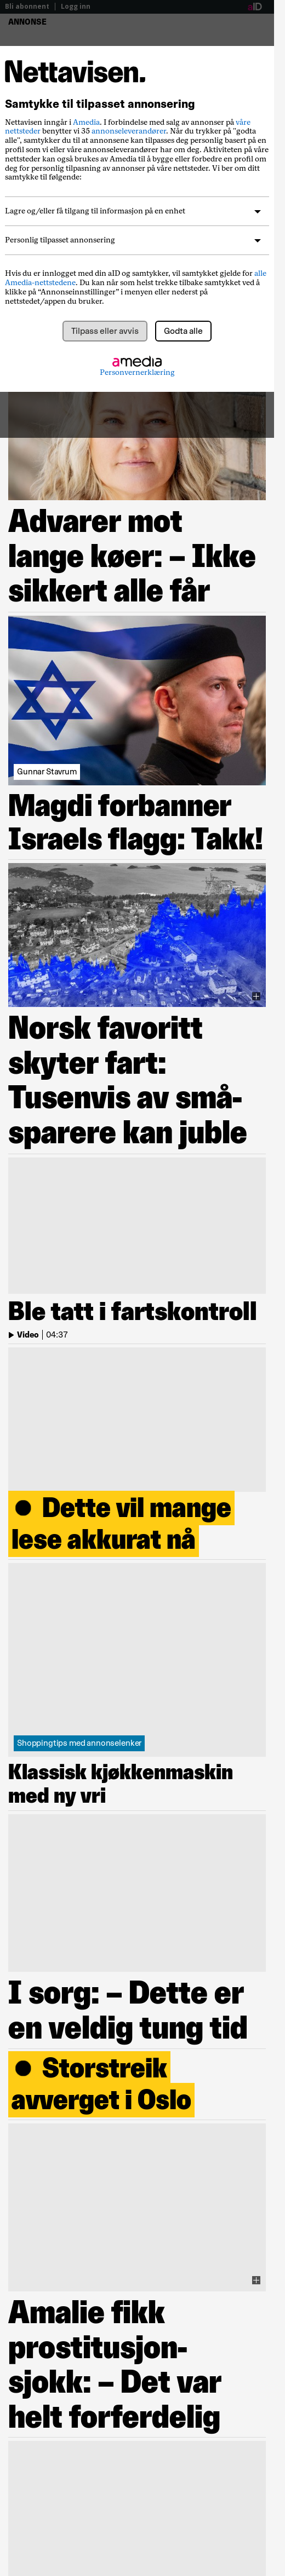 Bli abonnent | Logg inn aID
ANNONSE
Nettavisen.
Samtykke til tilpasset annonsering
Nettavisen inngår i Amedia. I forbindelse med salg av annonser på våre
nettsteder benytter vi 35 annonseleverandører. Når du trykker på "godta
alle", samtykker du til at annonsene kan tilpasses deg personlig basert på en
profil som vi eller våre annonseleverandører har om deg. Aktiviteten på våre
nettsteder kan også brukes av Amedia til å bygge eller forbedre en profil om
deg for personlig tilpasning av annonser på våre nettsteder. Vi ber om ditt
samtykke til følgende:
Lagre og/eller få tilgang til informasjon på en enhet
Personlig tilpasset annonsering
Hvis du er innlogget med din aID og samtykker, vil samtykket gjelde for alle
Amedia-nettstedene. Du kan når som helst trekke tilbake samtykket ved å
klikke på “Annonseinnstillinger” i menyen eller nederst på
nettstedet/appen du bruker.
Tilpass eller avvis Godta alle
amedia
Personvernerklæring
Advarer mot
lange køer: – Ikke
sikkert alle får
Gunnar Stavrum
Magdi forbanner
Israels flagg: Takk!
Norsk favoritt
skyter fart:
Tusenvis av små-
sparere kan juble
Ble tatt i fartskontroll
Video | 04:37
● Dette vil mange
lese akkurat nå
Shoppingtips med annonselenker
Klassisk kjøkkenmaskin
med ny vri
I sorg: – Dette er
en veldig tung tid
● Storstreik
avverget i Oslo
Amalie fikk
prostitusjon-
sjokk: – Det var
helt forferdelig